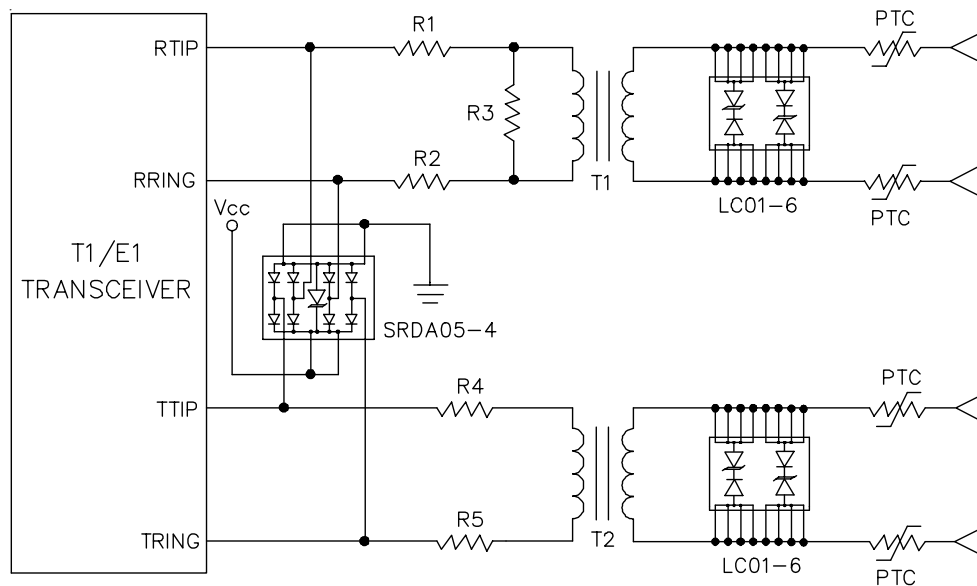 R1
PTC
RTIP
R3
R2
T1
RRING
LC01-6
PTC
Vcc
T1/E1
TRANSCEIVER
SRDA05-4
R4
PTC
TTIP
R5
T2
TRING
LC01-6
PTC